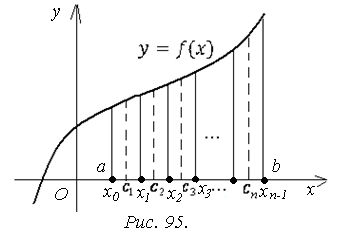 y
y = f(x)
...
a b
O x₀ c₁ x₁ c₂ x₂ c₃ x₃... cₙ xₙ₋₁ x
Рис. 95.